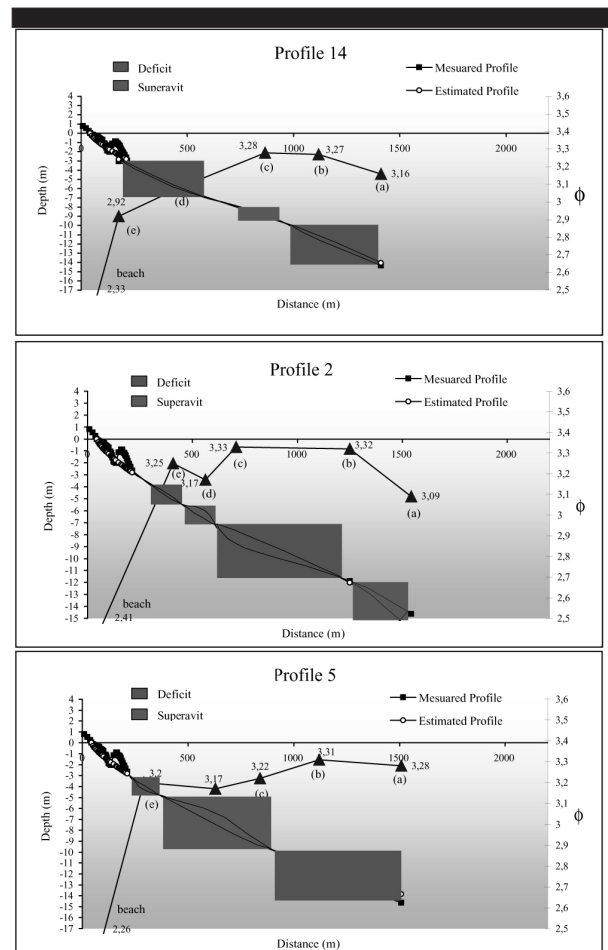 Profile 14
Deficit
Suneravit
Mesuared Profile
Estimated Profile
4
3
2
1
0
-1
-2
-3
-4
-5
-6
-7
-8
-9
-10
-11
-12
-13
-14
-15
-16
-17
Depth (m)
0 500 1000 1500 2000
3,6
3,5
3,4
3,3
3,2
3,1
3
2,9
2,8
2,7
2,6
2,5
ϕ
3,28 3,27
(c) (b) (a) 3,16
2,92 (d)
(e)
beach
2,33
Distance (m)
Profile 2
Deficit
Superavit
Mesuared Profile
Estimated Profile
4
3
2
1
0
-1
-2
-3
-4
-5
-6
-7
-8
-9
-10
-11
-12
-13
-14
-15
Depth (m)
0 500 1000 1500 2000
3,6
3,5
3,4
3,3
3,2
3,1
3
2,9
2,8
2,7
2,6
2,5
ϕ
3,33 3,32
3,25 (c) (b)
(e)
3,17 3,09
(d) (a)
beach
2,41
Distance (m)
Profile 5
Deficit
Superavit
Mesuared Profile
Estimated Profile
4
3
2
1
0
-1
-2
-3
-4
-5
-6
-7
-8
-9
-10
-11
-12
-13
-14
-15
-16
-17
Depth (m)
0 500 1000 1500 2000
3,6
3,5
3,4
3,3
3,2
3,1
3
2,9
2,8
2,7
2,6
2,5
ϕ
3,2 3,17 3,22 3,31 3,28
(b) (a)
(e) (c)
beach
2,26
Distance (m)